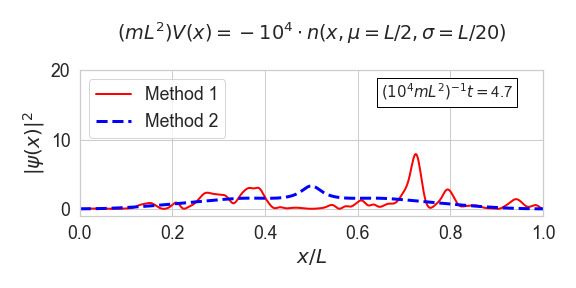 (mL²)V(x) = −10⁴ · n(x, μ = L/2, σ = L/20)
20
10
0
|ψ(x)|²
Method 1
Method 2
(10⁴mL²)⁻¹t = 4.7
0.0 0.2 0.4 0.6 0.8 1.0
x/L